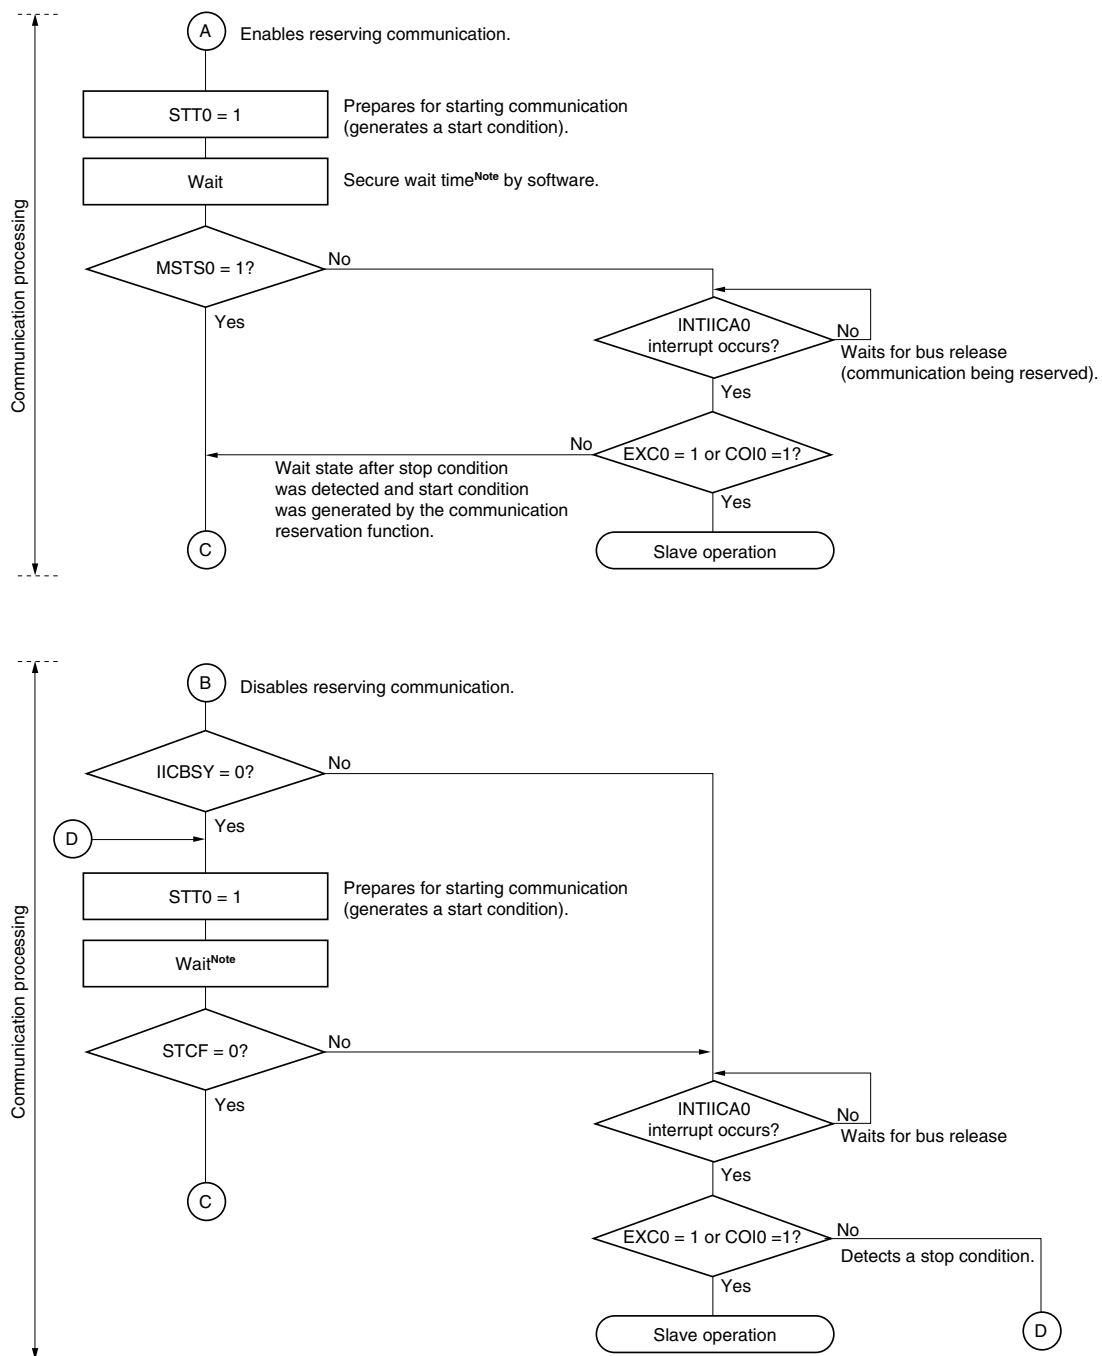 A
Enables reserving communication.
STT0 = 1
Prepares for starting communication
(generates a start condition).
Wait
Secure wait timeNote by software.
MSTS0 = 1?
No
Yes
INTIICA0
interrupt occurs?
No
Waits for bus release
(communication being reserved).
Yes
EXC0 = 1 or COI0 =1?
No
Wait state after stop condition
was detected and start condition
was generated by the communication
reservation function.
Yes
C
Slave operation
Communication processing
B
Disables reserving communication.
IICBSY = 0?
No
Yes
D
STT0 = 1
Prepares for starting communication
(generates a start condition).
WaitNote
STCF = 0?
No
Yes
INTIICA0
interrupt occurs?
No
Waits for bus release
Yes
C
EXC0 = 1 or COI0 =1?
No
Detects a stop condition.
Yes
Slave operation
D
Communication processing